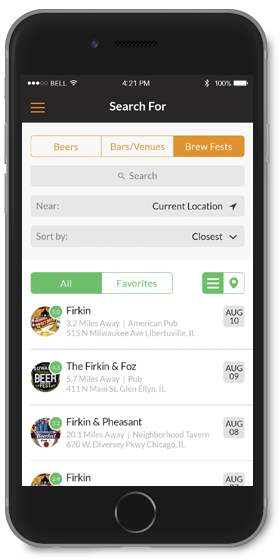 BELL 4:21 PM 100%
Search For
Beers Bars/Venues Brew Fests
Search
Near: Current Location
Sort by: Closest
All Favorites
Firkin
3.2 Miles Away | American Pub
515 N Milwaukee Ave Libertuville, IL
AUG
10
The Firkin & Foz
5.7 Miles Away | Pub
411 N Main St. Glen Ellyn, IL
AUG
09
BEER
FEST
Firkin & Pheasant
20.1 Miles Away | Neighborhood Tavern
670 W. Diversey Pkwy Chicago, IL
AUG
08
Firkin
AUG